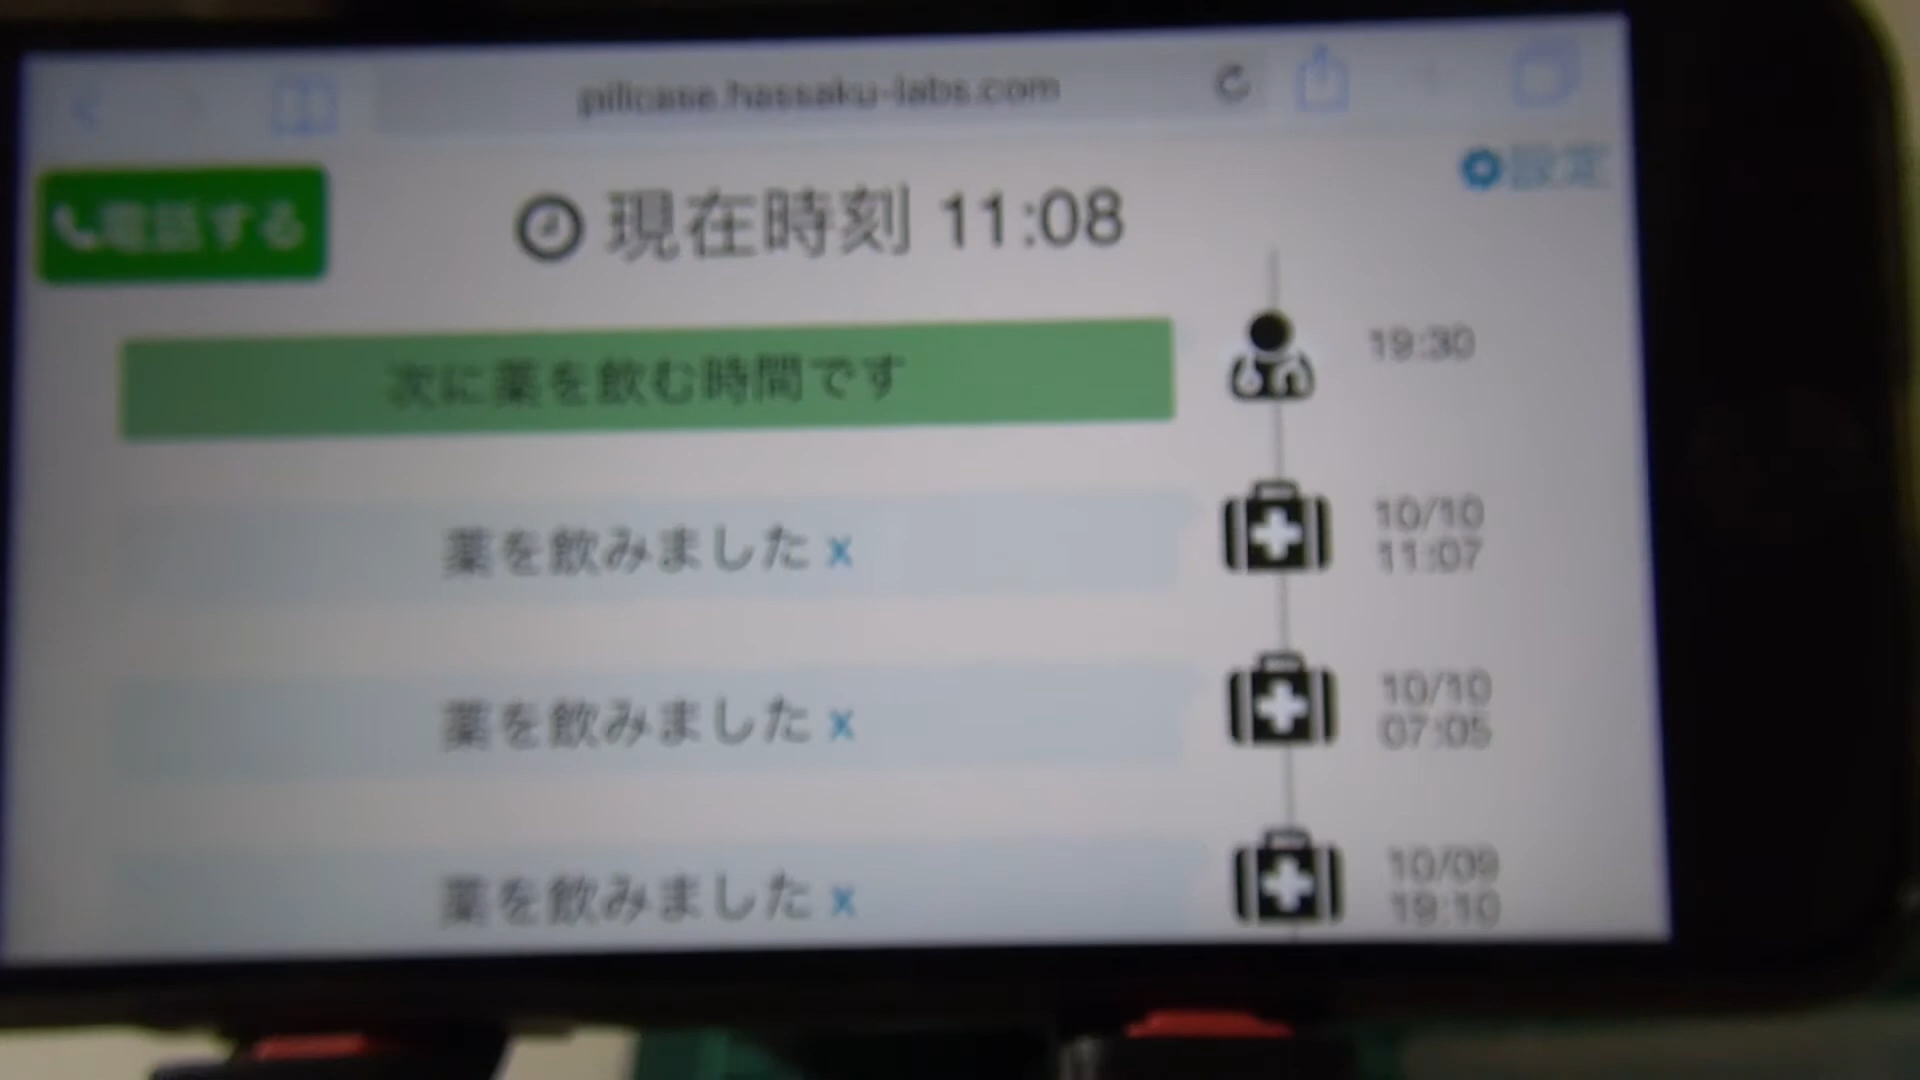 pillcase.hassaku-labs.com
設定
電話する
現在時刻 11:08
次に薬を飲む時間です
19:30
薬を飲みました x
10/10
11:07
薬を飲みました x
10/10
07:05
薬を飲みました x
10/09
19:10